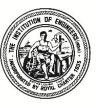 THE INSTITUTION OF ENGINEERS
INCORPORATED BY ROYAL CHARTER 1935